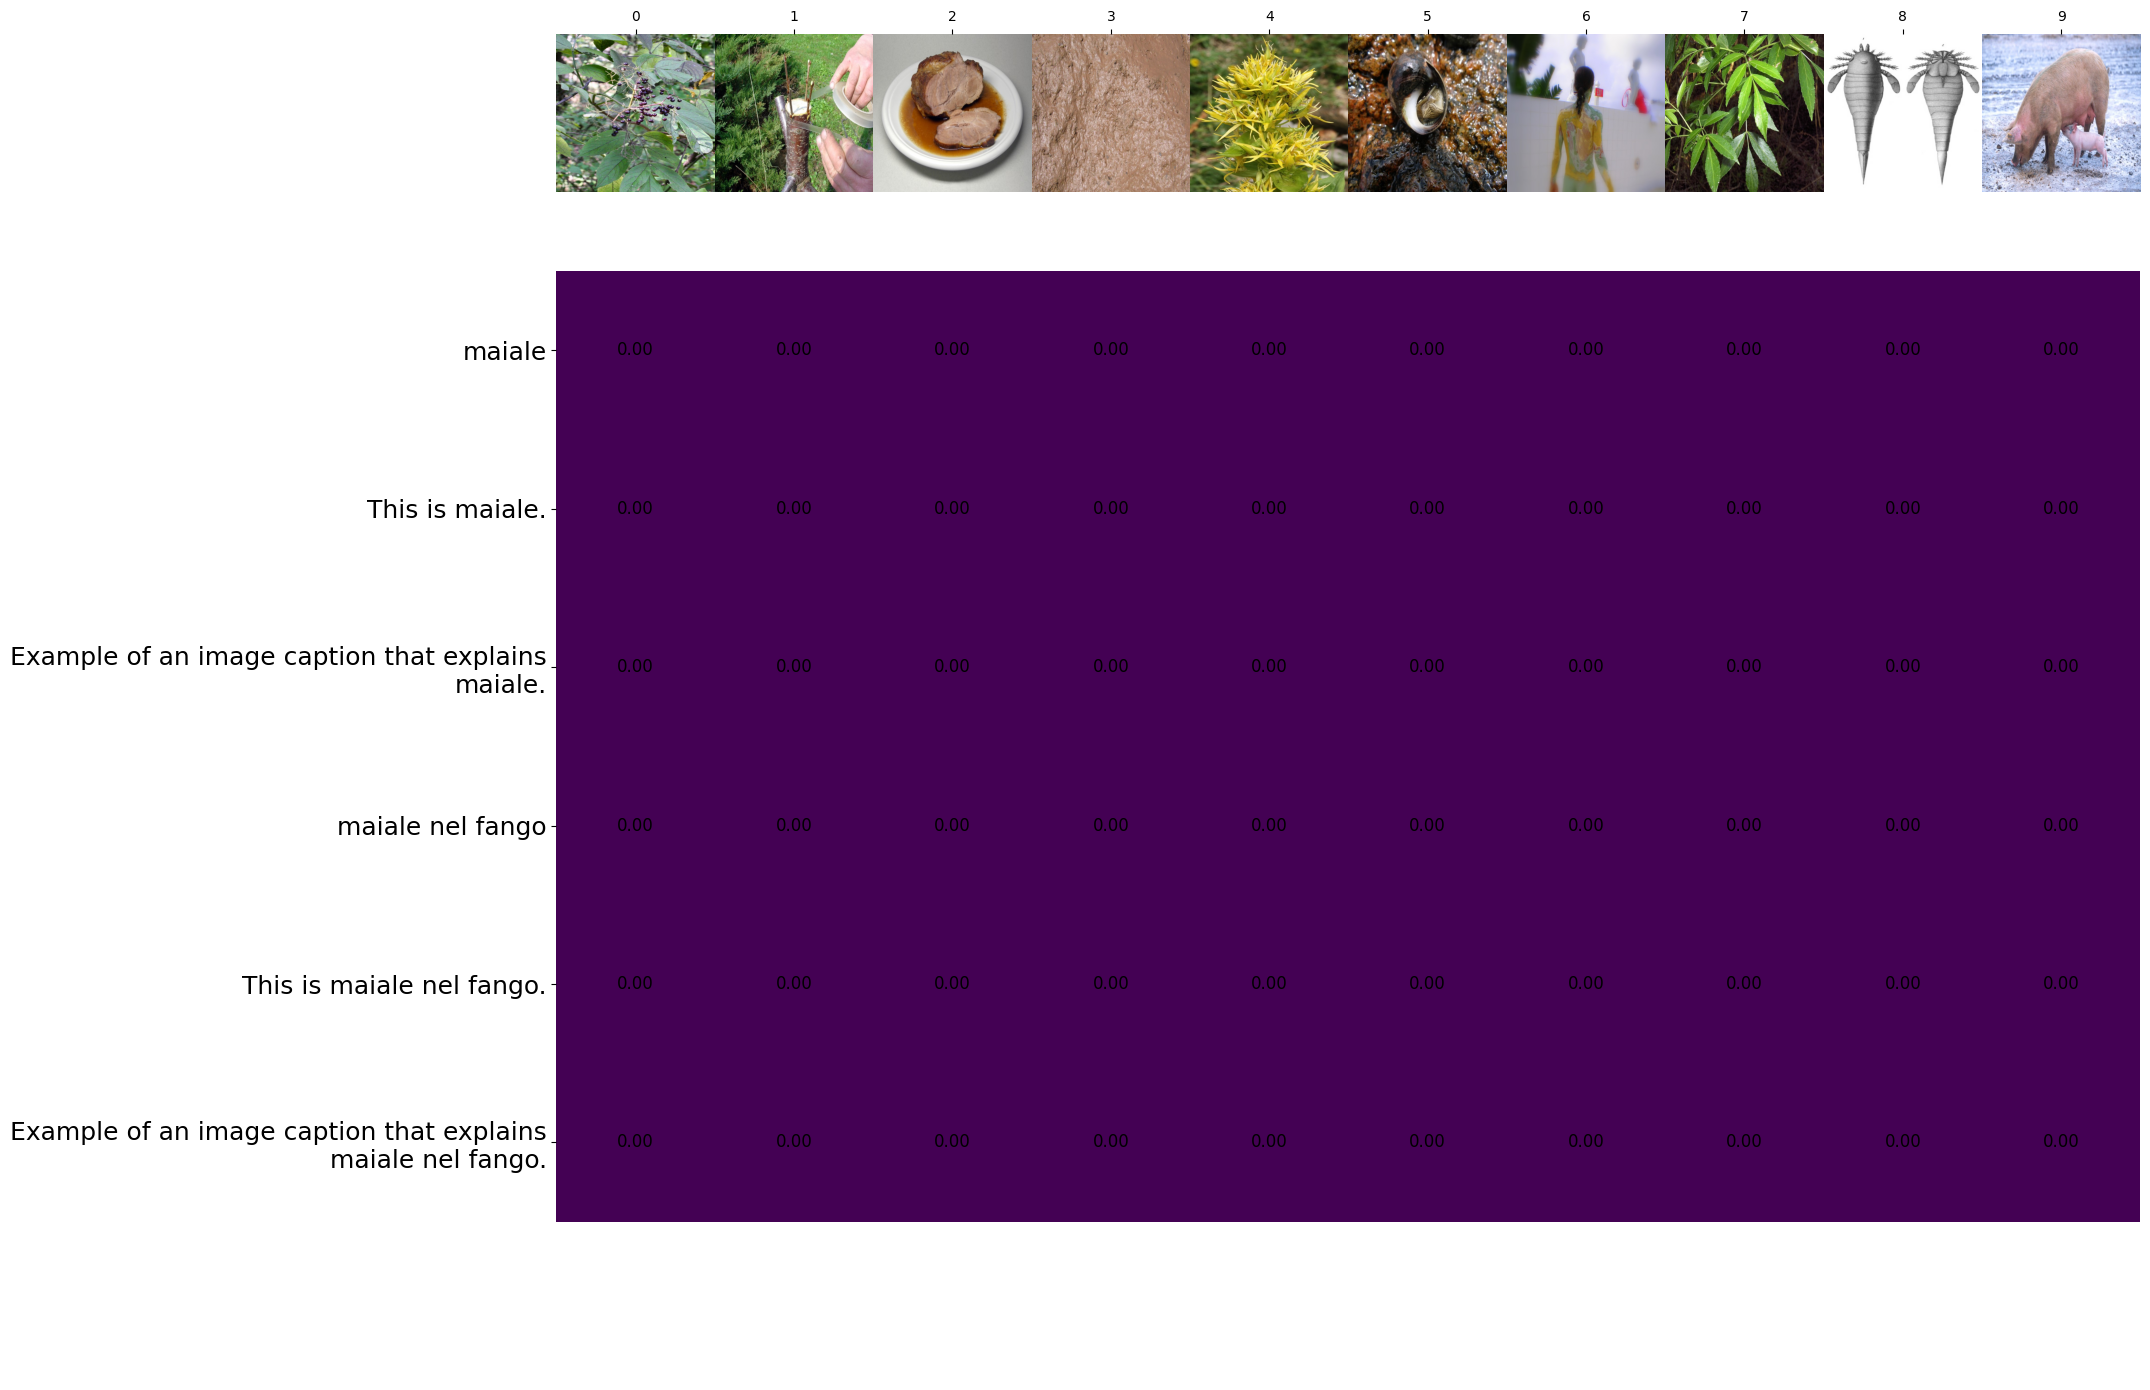 0 1 2 3 4 5 6 7 8 9
maiale 0.00 0.00 0.00 0.00 0.00 0.00 0.00 0.00 0.00 0.00
This is maiale. 0.00 0.00 0.00 0.00 0.00 0.00 0.00 0.00 0.00 0.00
Example of an image caption that explains
maiale. 0.00 0.00 0.00 0.00 0.00 0.00 0.00 0.00 0.00 0.00
maiale nel fango 0.00 0.00 0.00 0.00 0.00 0.00 0.00 0.00 0.00 0.00
This is maiale nel fango. 0.00 0.00 0.00 0.00 0.00 0.00 0.00 0.00 0.00 0.00
Example of an image caption that explains
maiale nel fango. 0.00 0.00 0.00 0.00 0.00 0.00 0.00 0.00 0.00 0.00